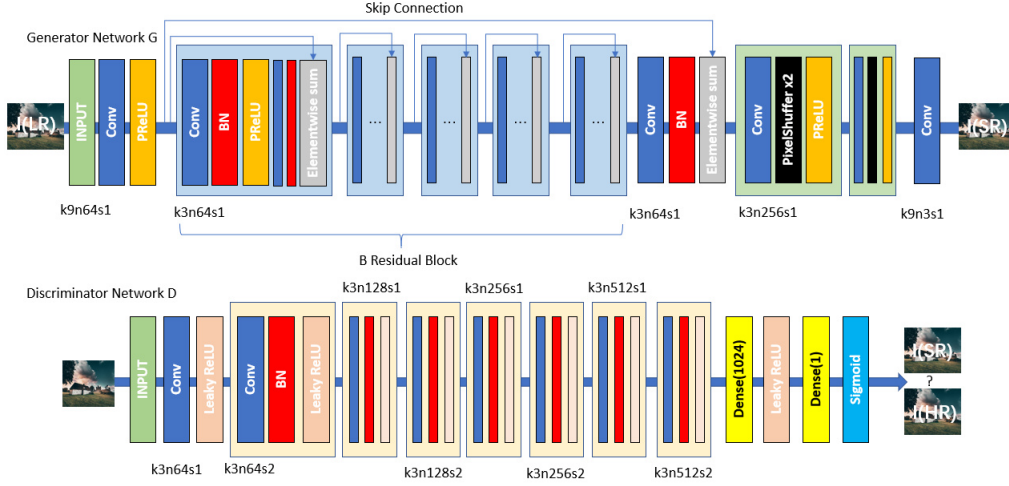 Skip Connection
Generator Network G
I(LR)
INPUT
Conv
PReLU
Conv
BN
PReLU
Elementwise sum
...
...
...
...
Conv
BN
Elementwise sum
Conv
PixelShuffer x2
PReLU
Conv
I(SR)
k9n64s1
k3n64s1
k3n64s1
k3n256s1
k9n3s1
B Residual Block
Discriminator Network D
k3n128s1
k3n256s1
k3n512s1
INPUT
Conv
Leaky ReLU
Conv
BN
Leaky ReLU
Dense(1024)
Leaky ReLU
Dense(1)
Sigmoid
I(SR)
?
I(HR)
k3n64s1
k3n64s2
k3n128s2
k3n256s2
k3n512s2